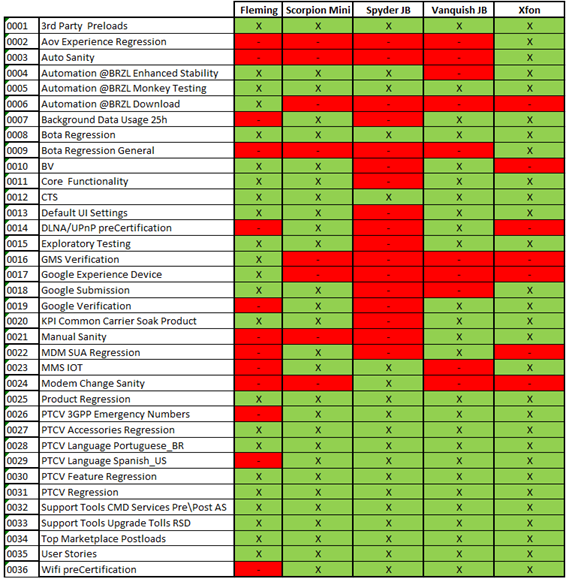 Fleming Scorpion Mini Spyder JB Vanquish JB Xfon
0001 3rd Party Preloads X X X X X
0002 Aov Experience Regression - - - - X
0003 Auto Sanity - - - - X
0004 Automation @BRZL Enhanced Stability X X X - X
0005 Automation @BRZL Monkey Testing X X X X X
0006 Automation @BRZL Download X - - - -
0007 Background Data Usage 25h - X - X X
0008 Bota Regression X X X X X
0009 Bota Regression General - - - - X
0010 BV X X - X -
0011 Core Functionality X X - X X
0012 CTS X X X X X
0013 Default UI Settings X X - X X
0014 DLNA/UPnP preCertification - X - X -
0015 Exploratory Testing X X - X X
0016 GMS Verification X - - - -
0017 Google Experience Device X - - - -
0018 Google Submission X X - - X
0019 Google Verification - X - X X
0020 KPI Common Carrier Soak Product X X - X X
0021 Manual Sanity - - - X X
0022 MDM SUA Regression - X - X -
0023 MMS IOT - X X - X
0024 Modem Change Sanity - - X - -
0025 Product Regression X X X X X
0026 PTCV 3GPP Emergency Numbers - X X X X
0027 PTCV Accessories Regression X X X X X
0028 PTCV Language Portuguese_BR X X X X X
0029 PTCV Language Spanish_US - X X X X
0030 PTCV Feature Regression X X X X X
0031 PTCV Regression X X X X X
0032 Support Tools CMD Services Pre\Post AS X X X X X
0033 Support Tools Upgrade Tolls RSD X X X X X
0034 Top Marketplace Postloads X X X X X
0035 User Stories X X X X X
0036 Wifi preCertification - X X X X